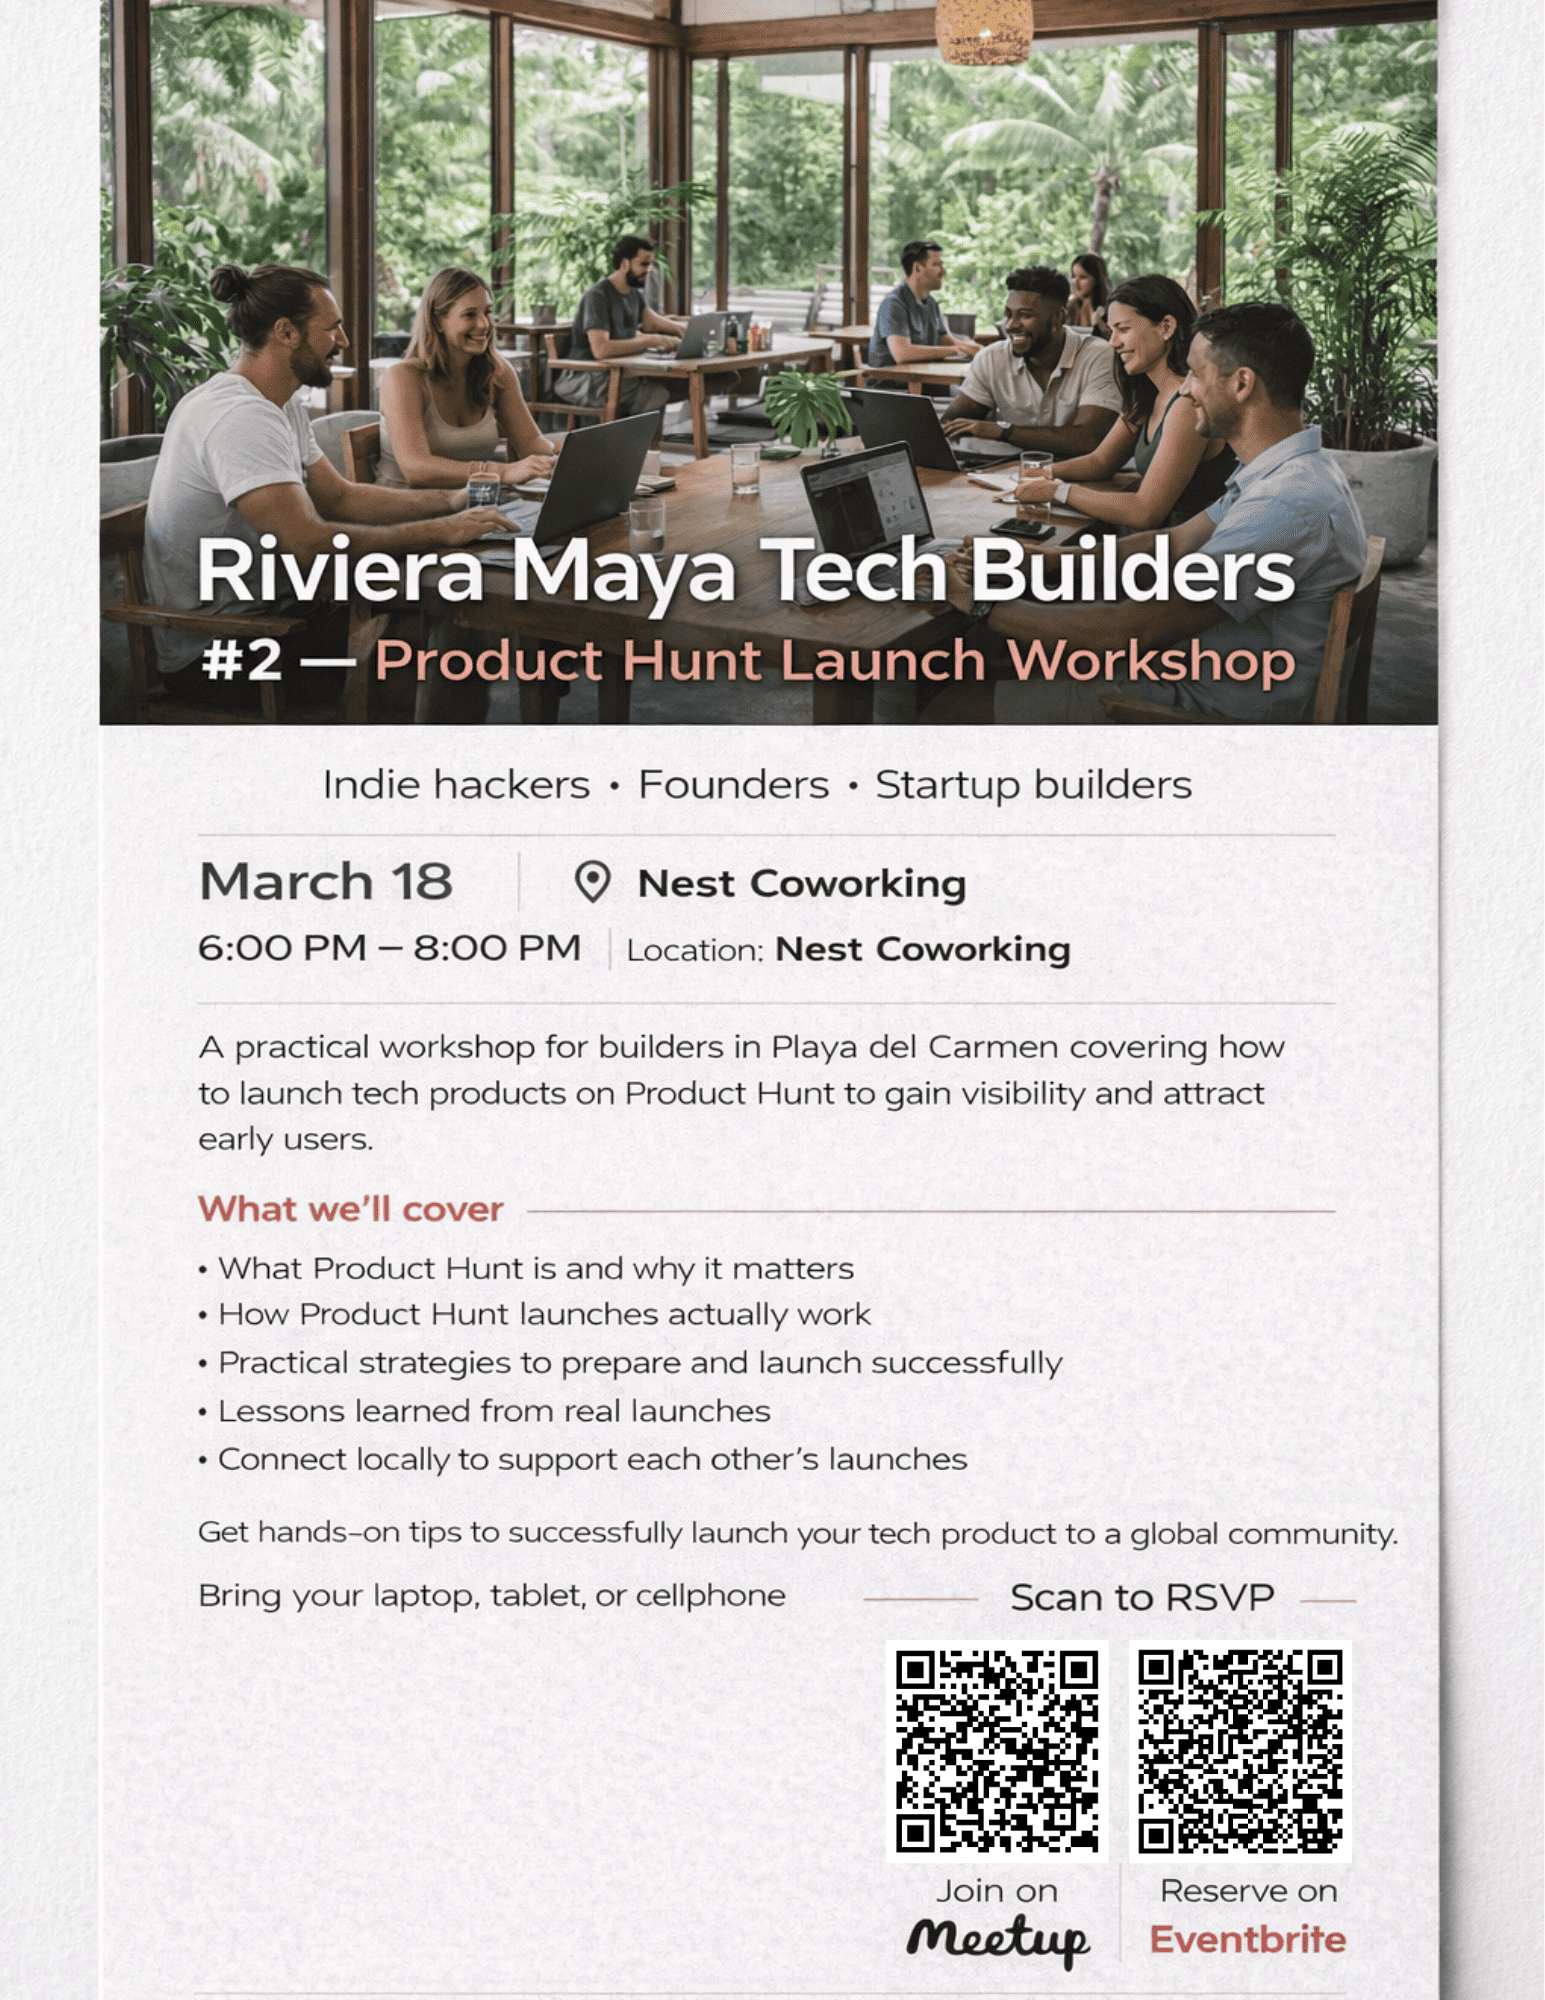 Riviera Maya Tech Builders
#2 — Product Hunt Launch Workshop
Indie hackers • Founders • Startup builders
March 18
Nest Coworking
6:00 PM – 8:00 PM
Location: Nest Coworking
A practical workshop for builders in Playa del Carmen covering how
to launch tech products on Product Hunt to gain visibility and attract
early users.
What we'll cover
• What Product Hunt is and why it matters
• How Product Hunt launches actually work
• Practical strategies to prepare and launch successfully
• Lessons learned from real launches
• Connect locally to support each other's launches
Get hands-on tips to successfully launch your tech product to a global community.
Bring your laptop, tablet, or cellphone
Scan to RSVP
Join on
Meetup
Reserve on
Eventbrite